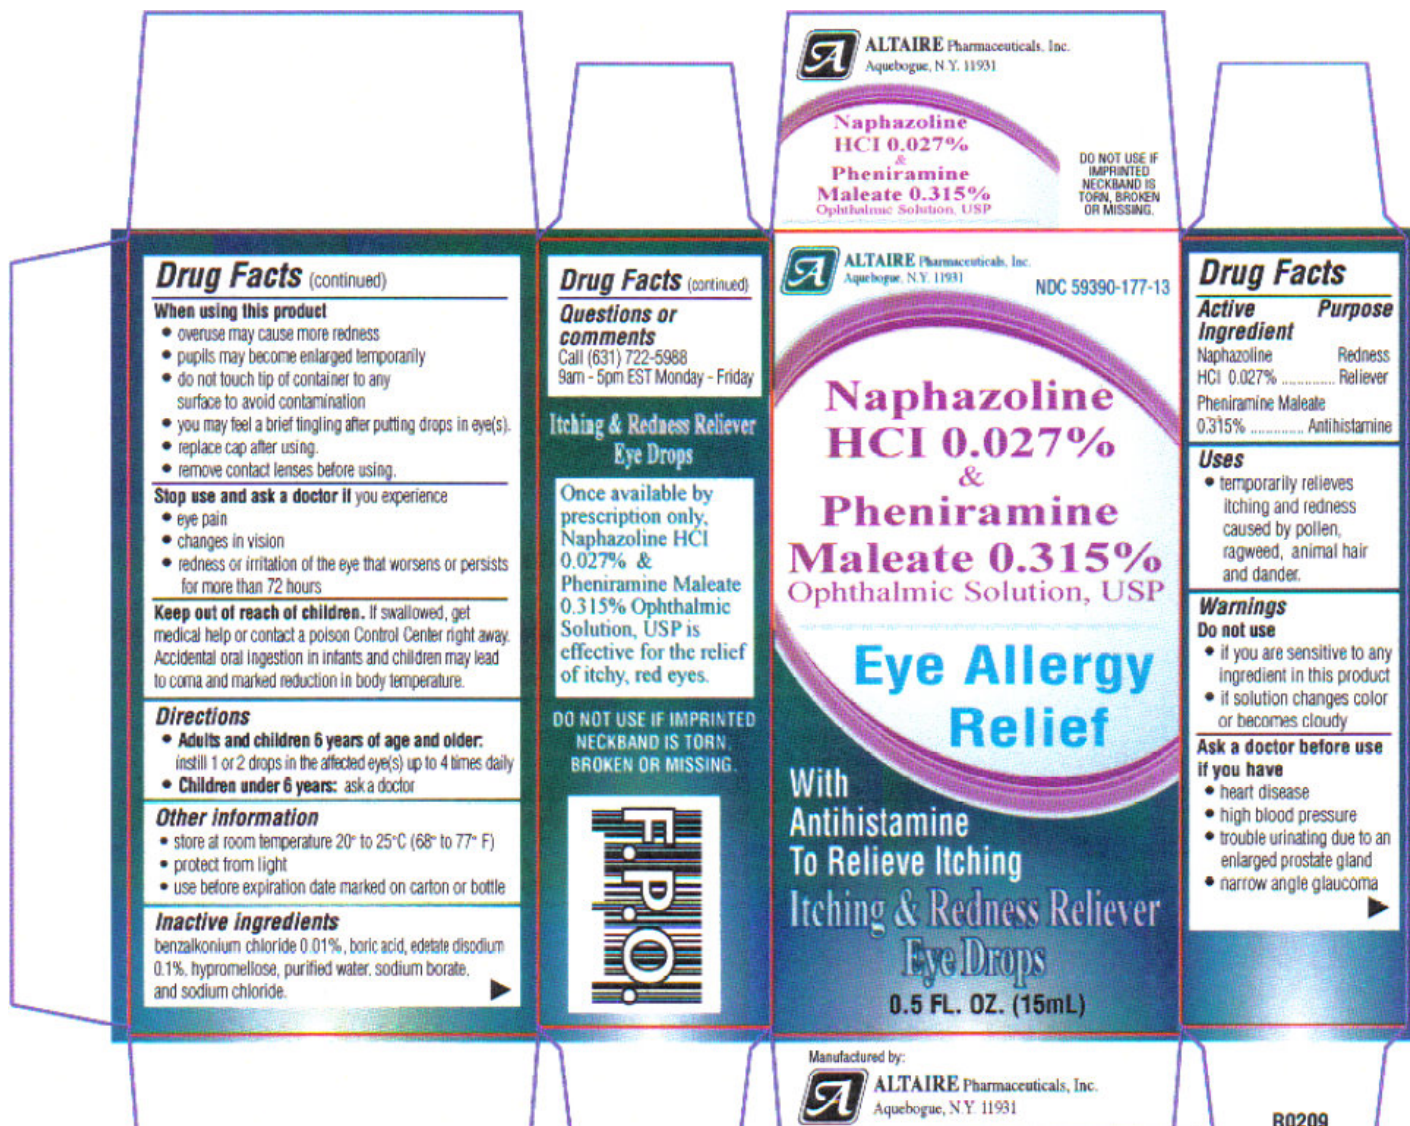 ALTAIRE Pharmaceuticals, Inc.
Aquebogue, N.Y. 11931
Naphazoline
HCI 0.027%
&
Pheniramine
Maleate 0.315%
Ophthalmic Solution, USP
DO NOT USE IF
IMPRINTED
NECKBAND IS
TORN, BROKEN
OR MISSING.
Drug Facts (continued)
When using this product
● overuse may cause more redness
● pupils may become enlarged temporarily
● do not touch tip of container to any
surface to avoid contamination
● you may feel a brief tingling after putting drops in eye(s).
● replace cap after using.
● remove contact lenses before using.
Stop use and ask a doctor if you experience
● eye pain
● changes in vision
● redness or irritation of the eye that worsens or persists
for more than 72 hours
Keep out of reach of children. If swallowed, get
medical help or contact a poison Control Center right away.
Accidental oral ingestion in infants and children may lead
to coma and marked reduction in body temperature.
Directions
● Adults and children 6 years of age and older:
instill 1 or 2 drops in the affected eye(s) up to 4 times daily
● Children under 6 years: ask a doctor
Other information
● store at room temperature 20° to 25°C (68° to 77° F)
● protect from light
● use before expiration date marked on carton or bottle
Inactive ingredients
benzalkonium chloride 0.01%, boric acid, edetate disodium
0.1%, hypromellose, purified water, sodium borate,
and sodium chloride.
Drug Facts (continued)
Questions or
comments
Call (631) 722-5988
9am - 5pm EST Monday - Friday
Itching & Redness Reliever
Eye Drops
Once available by
prescription only,
Naphazoline HCI
0.027% &
Pheniramine Maleate
0.315% Ophthalmic
Solution, USP is
effective for the relief
of itchy, red eyes.
DO NOT USE IF IMPRINTED
NECKBAND IS TORN,
BROKEN OR MISSING.
F.P.O.
ALTAIRE Pharmaceuticals, Inc.
Aquebogue, N.Y. 11931
NDC 59390-177-13
Naphazoline
HCI 0.027%
&
Pheniramine
Maleate 0.315%
Ophthalmic Solution, USP
Eye Allergy
Relief
With
Antihistamine
To Relieve Itching
Itching & Redness Reliever
Eye Drops
0.5 FL. OZ. (15mL)
Drug Facts
Active Purpose
Ingredient
Naphazoline Redness
HCI 0.027% .............. Reliever
Pheniramine Maleate
0.315% .............. Antihistamine
Uses
● temporarily relieves
itching and redness
caused by pollen,
ragweed, animal hair
and dander.
Warnings
Do not use
● if you are sensitive to any
ingredient in this product
● if solution changes color
or becomes cloudy
Ask a doctor before use
if you have
● heart disease
● high blood pressure
● trouble urinating due to an
enlarged prostate gland
● narrow angle glaucoma
Manufactured by:
ALTAIRE Pharmaceuticals, Inc.
Aquebogue, N.Y. 11931
R0209